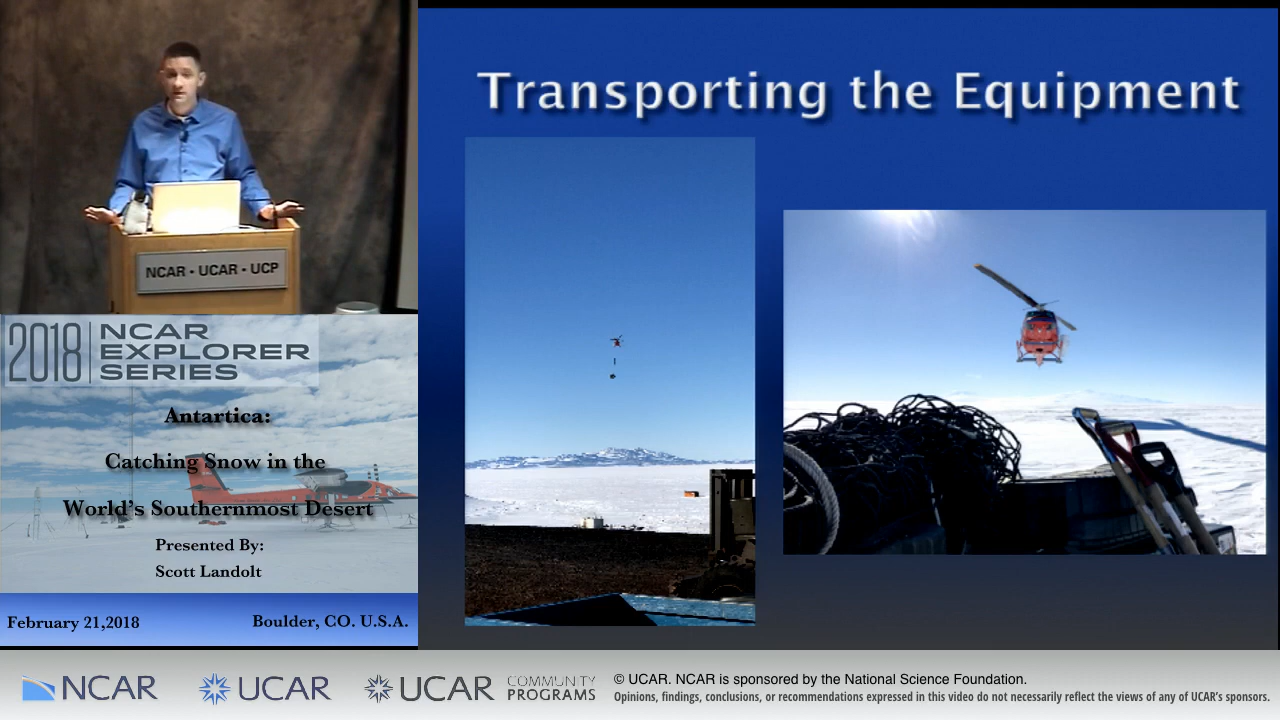 Transporting the Equipment
NCAR • UCAR • UCP
2018 NCAR
EXPLORER
SERIES
Antartica:
Catching Snow in the
World's Southernmost Desert
Presented By:
Scott Landolt
February 21,2018
Boulder, CO. U.S.A.
NCAR
UCAR
UCAR COMMUNITY
PROGRAMS
© UCAR. NCAR is sponsored by the National Science Foundation.
Opinions, findings, conclusions, or recommendations expressed in this video do not necessarily reflect the views of any of UCAR's sponsors.